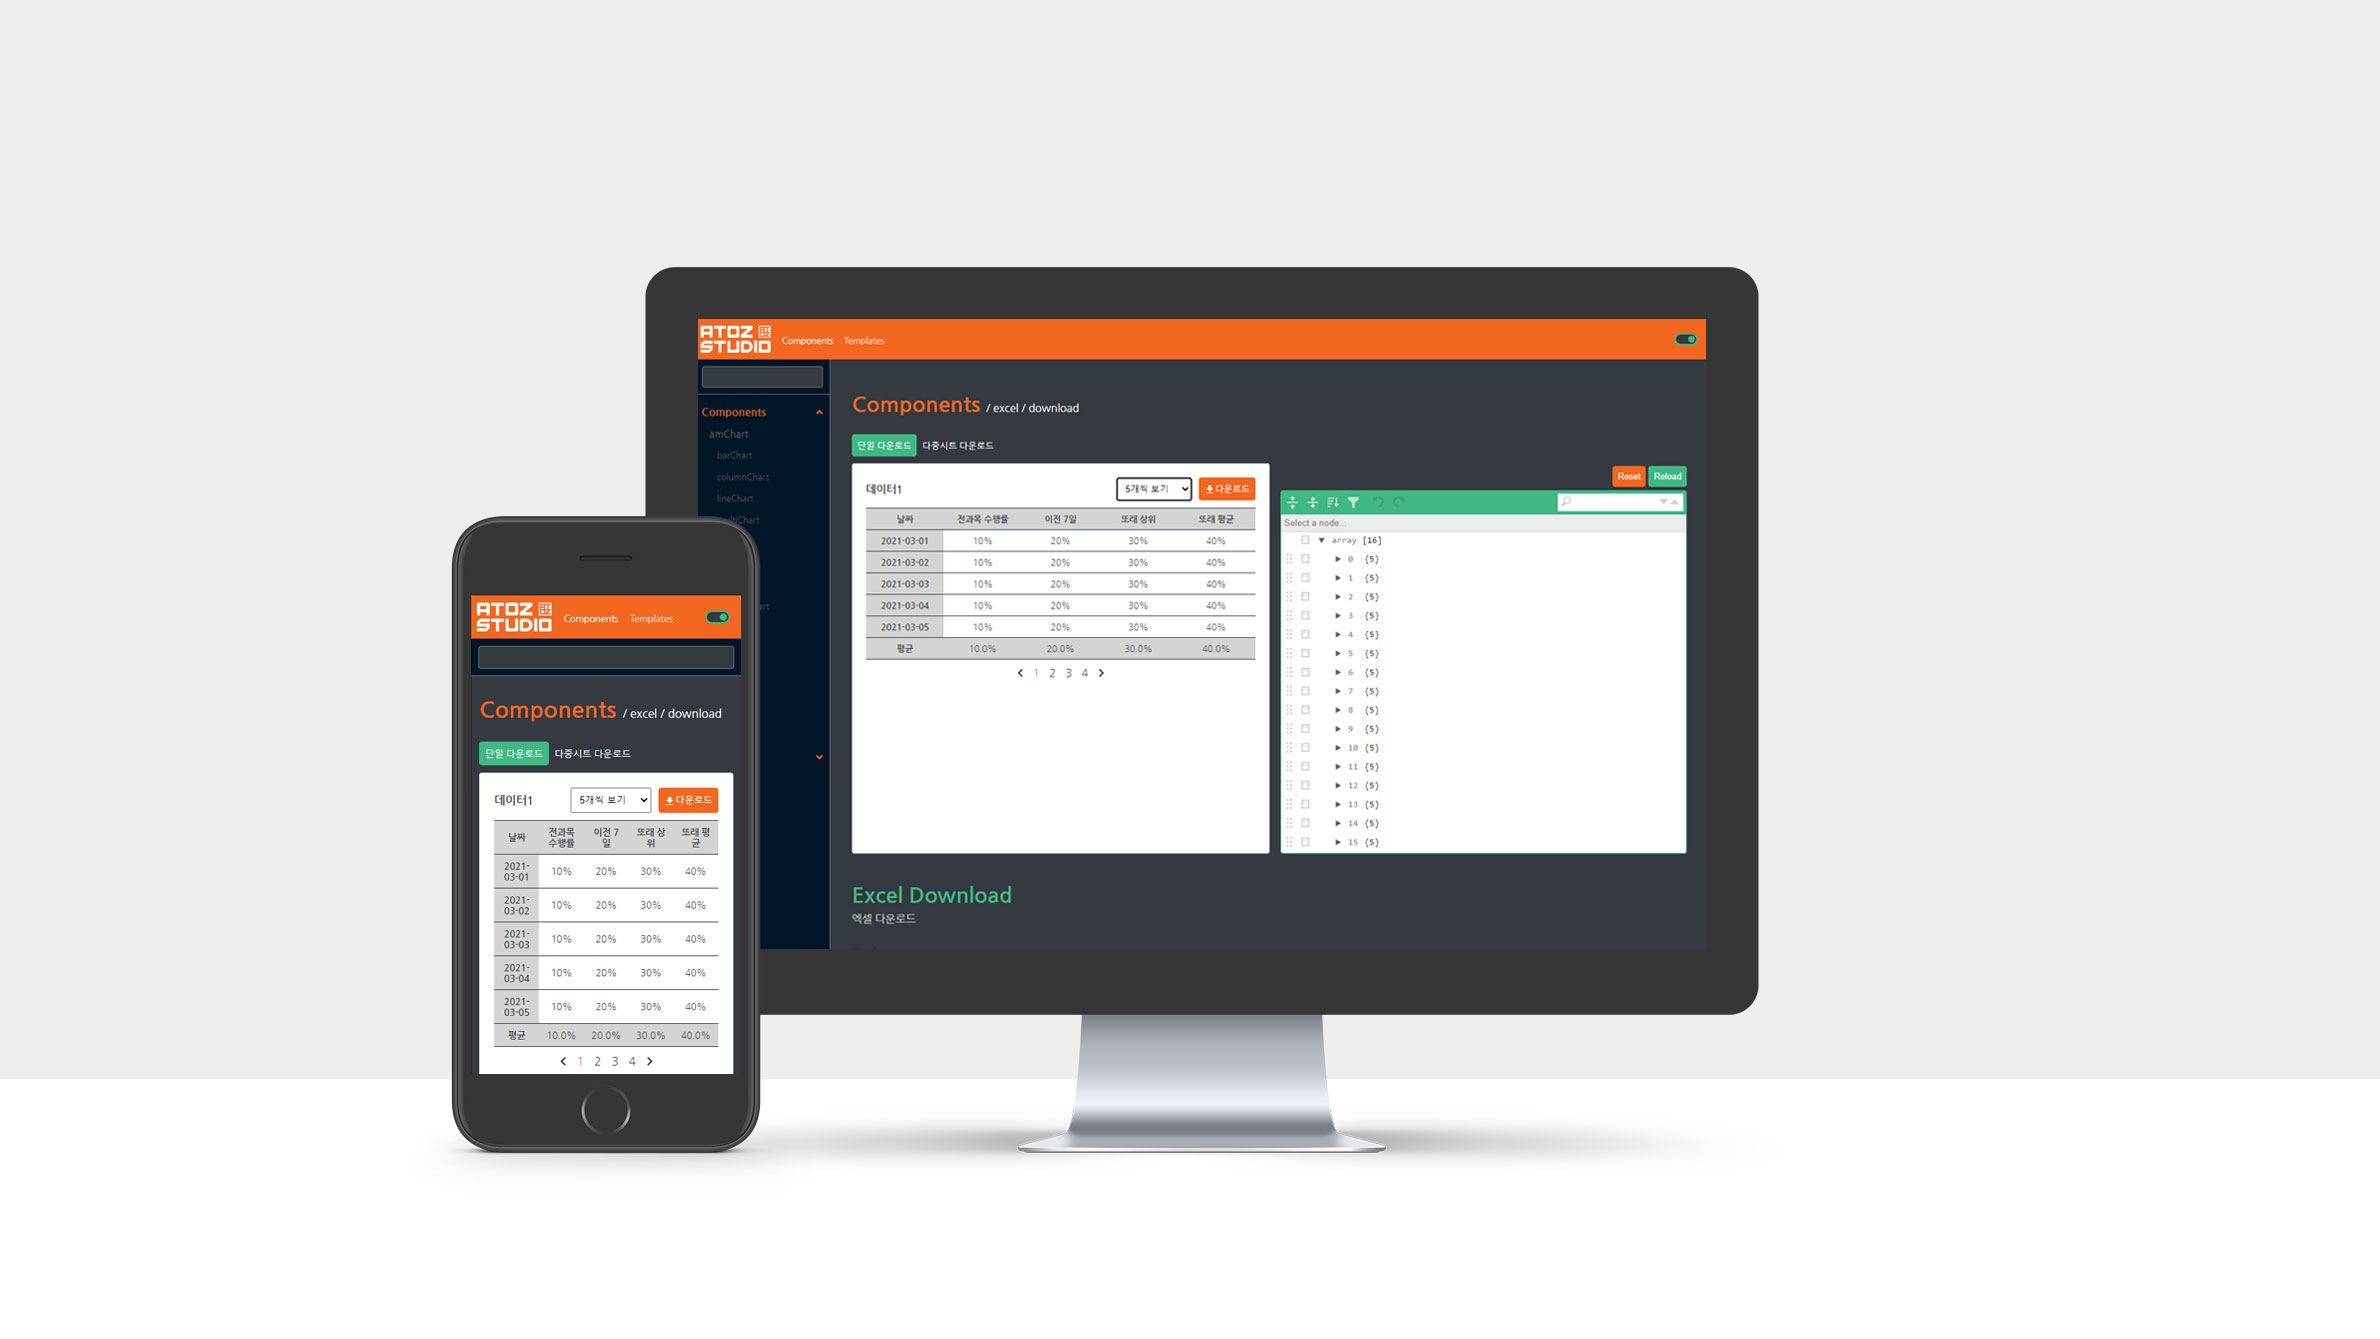 ATOZ
STUDIO
Components
Templates
Components
amChart
barChart
columnChart
lineChart
Components / excel / download
단일 다운로드
다중시트 다운로드
데이터1
5개씩 보기
다운로드
날짜 전과목 수행률 이전 7일 또래 상위 또래 평균
2021-03-01 10% 20% 30% 40%
2021-03-02 10% 20% 30% 40%
2021-03-03 10% 20% 30% 40%
2021-03-04 10% 20% 30% 40%
2021-03-05 10% 20% 30% 40%
평균 10.0% 20.0% 30.0% 40.0%
1 2 3 4
Reset
Reload
Select a node...
array [16]
0 {5}
1 {5}
2 {5}
3 {5}
4 {5}
5 {5}
6 {5}
7 {5}
8 {5}
9 {5}
10 {5}
11 {5}
12 {5}
13 {5}
14 {5}
15 {5}
Excel Download
엑셀 다운로드
ATOZ
STUDIO
Components
Templates
Components / excel / download
단일 다운로드
다중시트 다운로드
데이터1
5개씩 보기
다운로드
날짜 전과목 이전 7 또래 상 또래 평
수행률 일 위 균
2021-
03-01 10% 20% 30% 40%
2021-
03-02 10% 20% 30% 40%
2021-
03-03 10% 20% 30% 40%
2021-
03-04 10% 20% 30% 40%
2021-
03-05 10% 20% 30% 40%
평균 10.0% 20.0% 30.0% 40.0%
1 2 3 4